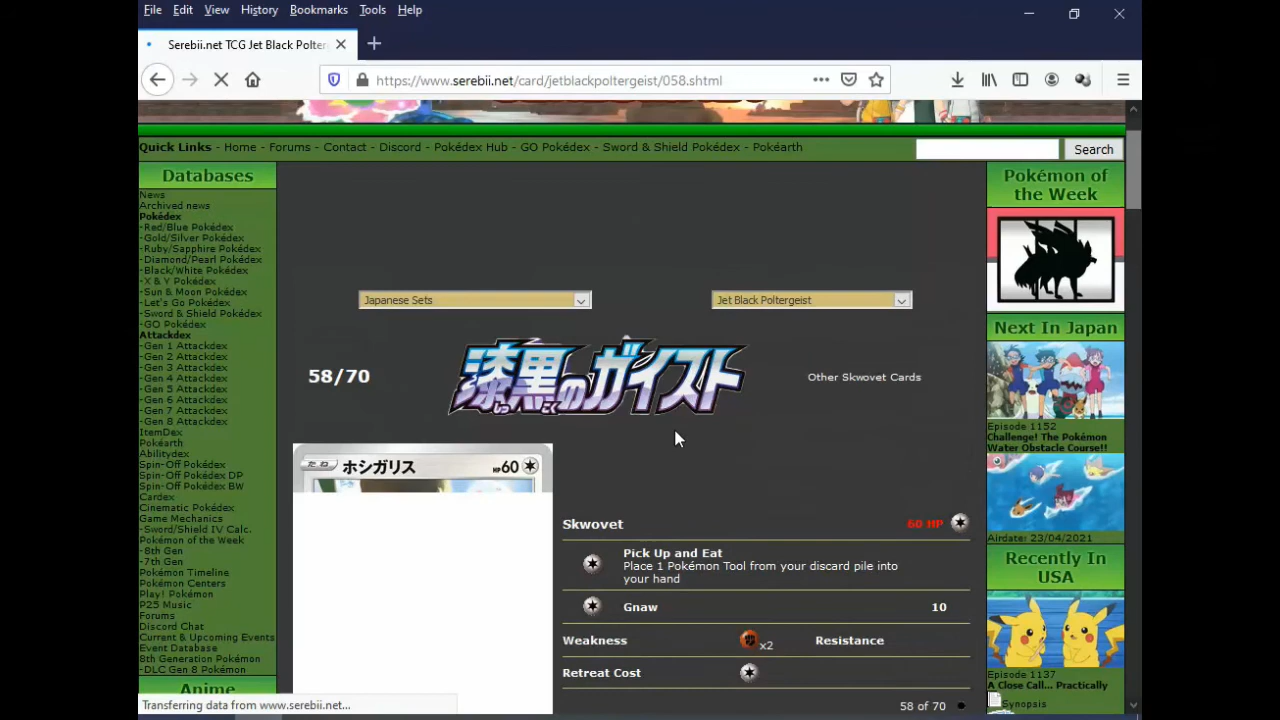 File Edit View History Bookmarks Tools Help
Serebii.net TCG Jet Black Polter
https://www.serebii.net/card/jetblackpoltergeist/058.shtml
Quick Links - Home - Forums - Contact - Discord - Pokédex Hub - GO Pokédex - Sword & Shield Pokédex - Pokéarth
Search
Databases
News
Archived news
Pokédex
-Red/Blue Pokédex
-Gold/Silver Pokédex
-Ruby/Sapphire Pokédex
-Diamond/Pearl Pokédex
-Black/White Pokédex
-X & Y Pokédex
-Sun & Moon Pokédex
-Let's Go Pokédex
-Sword & Shield Pokédex
-GO Pokédex
Attackdex
-Gen 1 Attackdex
-Gen 2 Attackdex
-Gen 3 Attackdex
-Gen 4 Attackdex
-Gen 5 Attackdex
-Gen 6 Attackdex
-Gen 7 Attackdex
-Gen 8 Attackdex
ItemDex
Pokéarth
Abilitydex
Spin-Off Pokédex
Spin-Off Pokédex DP
Spin-Off Pokédex BW
Cardex
Cinematic Pokédex
Game Mechanics
-Sword/Shield IV Calc.
Pokémon of the Week
-8th Gen
-7th Gen
Pokémon Timeline
Pokémon Centers
Play! Pokémon
P25 Music
Forums
Discord Chat
Current & Upcoming Events
Event Database
8th Generation Pokémon
-DLC Gen 8 Pokémon
Anime
Japanese Sets
Jet Black Poltergeist
58/70
漆黒のガイスト
しっこく
Other Skwovet Cards
たね ホシガリス HP60
Skwovet 60 HP
Pick Up and Eat
Place 1 Pokémon Tool from your discard pile into
your hand
Gnaw 10
Weakness x2 Resistance
Retreat Cost
58 of 70
Pokémon of
the Week
Next In Japan
Episode 1152
Challenge! The Pokémon
Water Obstacle Course!!
Airdate: 23/04/2021
Recently In
USA
Episode 1137
A Close Call... Practically
Synopsis
Transferring data from www.serebii.net...